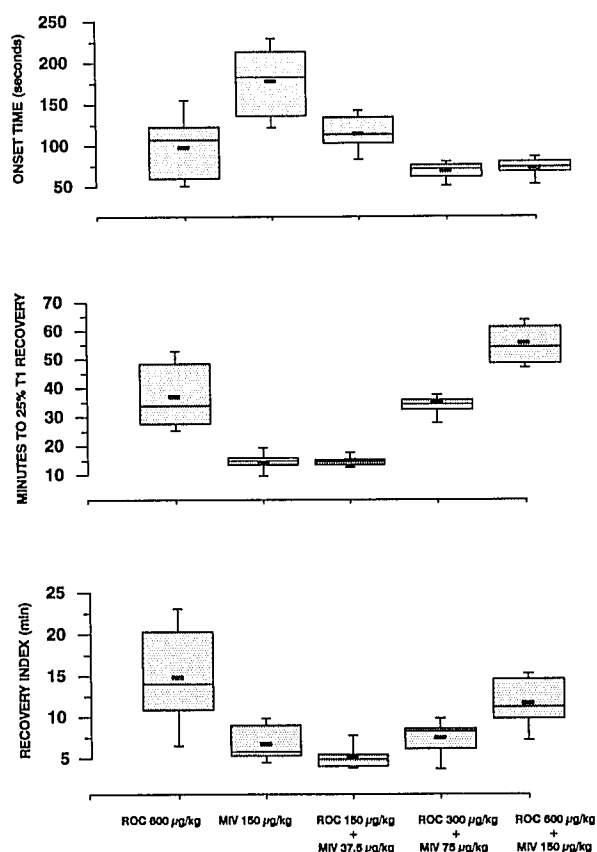 ONSET TIME (seconds)
250
200
150
100
50
MINUTES TO 25% T1 RECOVERY
70
60
50
40
30
20
10
RECOVERY INDEX (min)
25
20
15
10
5
ROC 600 µg/kg
MIV 150 µg/kg
ROC 150 µg/kg
+
MIV 37.5 µg/kg
ROC 300 µg/kg
+
MIV 75 µg/kg
ROC 600 µg/kg
+
MIV 150 µg/kg